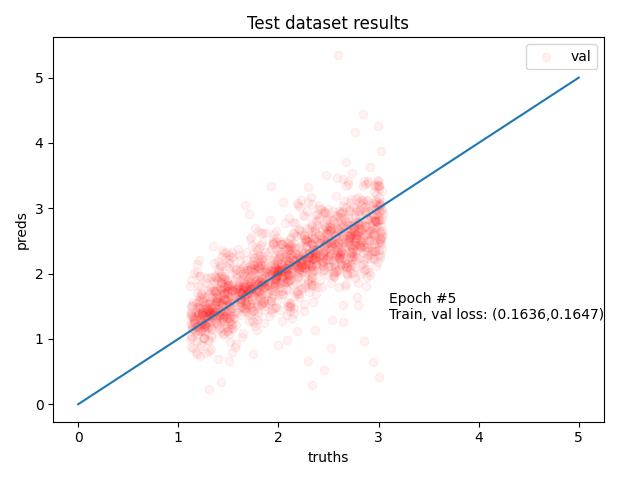 Test dataset results
val
5
4
3
2
1
0
preds
Epoch #5
Train, val loss: (0.1636,0.1647)
0 1 2 3 4 5
truths